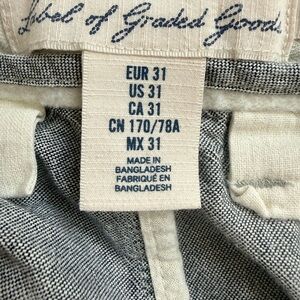 Label of Graded Goods
EUR 31
US 31
CA 31
CN 170/78A
MX 31
MADE IN
BANGLADESH
FABRIQUÉ EN
BANGLADESH